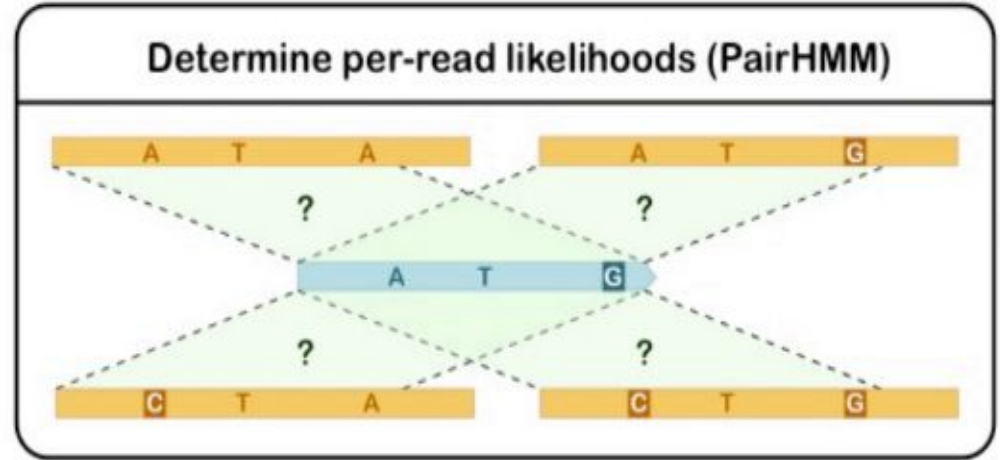 Determine per-read likelihoods (PairHMM)
A T A
A T G
? ?
A T G
? ?
C T A
C T G